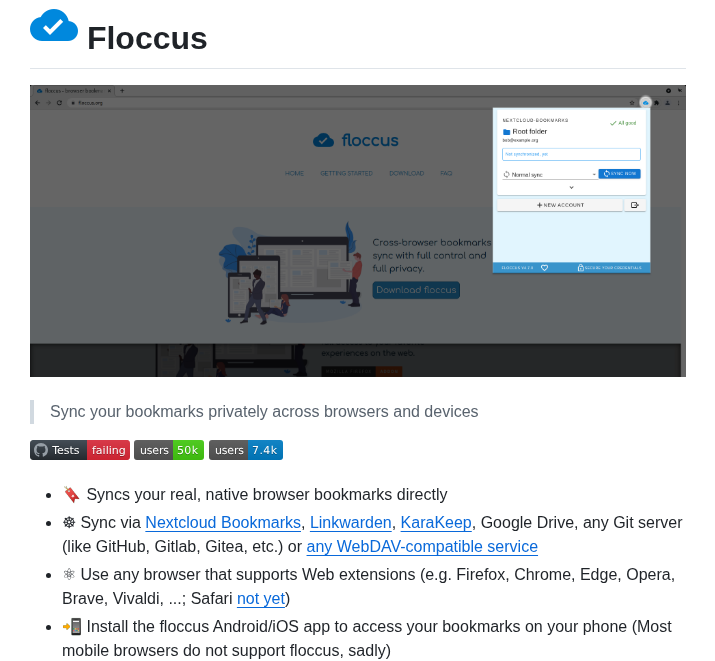 Floccus
floccus - browser bookm
floccus.org
floccus
HOME GETTING STARTED DOWNLOAD FAQ
NEXTCLOUD-BOOKMARKS
All good
Root folder
Not synchronized, yet
Normal sync
SYNC NOW
NEW ACCOUNT
SECURE YOUR CREDENTIALS
Cross-browser bookmarks
sync with full control and
full privacy.
Download floccus
experiences on the web.
Sync your bookmarks privately across browsers and devices
Tests failing users 50k users 7.4k
🔖 Syncs your real, native browser bookmarks directly
☸ Sync via Nextcloud Bookmarks, Linkwarden, KaraKeep, Google Drive, any Git server
(like GitHub, Gitlab, Gitea, etc.) or any WebDAV-compatible service
⚛ Use any browser that supports Web extensions (e.g. Firefox, Chrome, Edge, Opera,
Brave, Vivaldi, ...; Safari not yet)
📲 Install the floccus Android/iOS app to access your bookmarks on your phone (Most
mobile browsers do not support floccus, sadly)